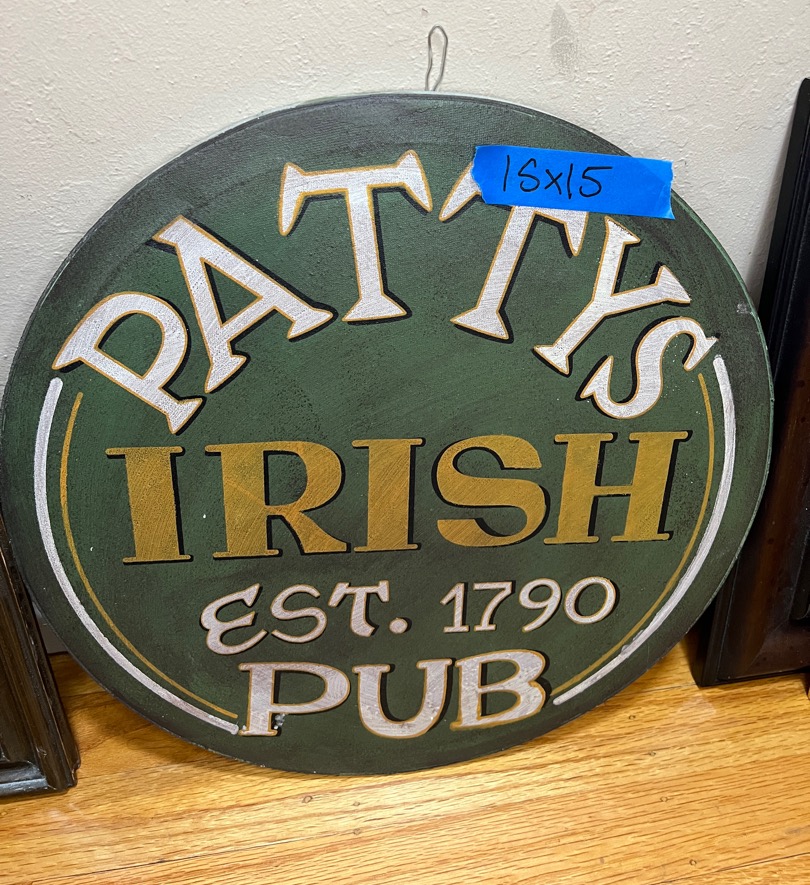 15x15
PATTYS
IRISH
EST. 1790
PUB